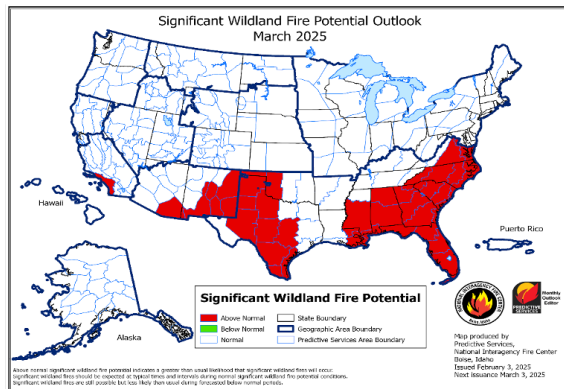 Significant Wildland Fire Potential Outlook
March 2025
Hawaii
Puerto Rico
Alaska
Significant Wildland Fire Potential
Above Normal
Below Normal
Normal
State Boundary
Geographic Area Boundary
Predictive Services Area Boundary
PREDICTIVE
SERVICES
Monthly
Outlook
Editor
Map produced by
Predictive Services,
National Interagency Fire Center
Boise, Idaho
Issued February 3, 2025
Next issuance March 3, 2025
Above normal significant wildland fire potential indicates a greater than usual likelihood that significant wildland fires will occur.
Significant wildland fires should be expected at typical times and intervals during normal significant wildland fire potential conditions.
Significant wildland fires are still possible but less likely than usual during forecasted below normal periods.